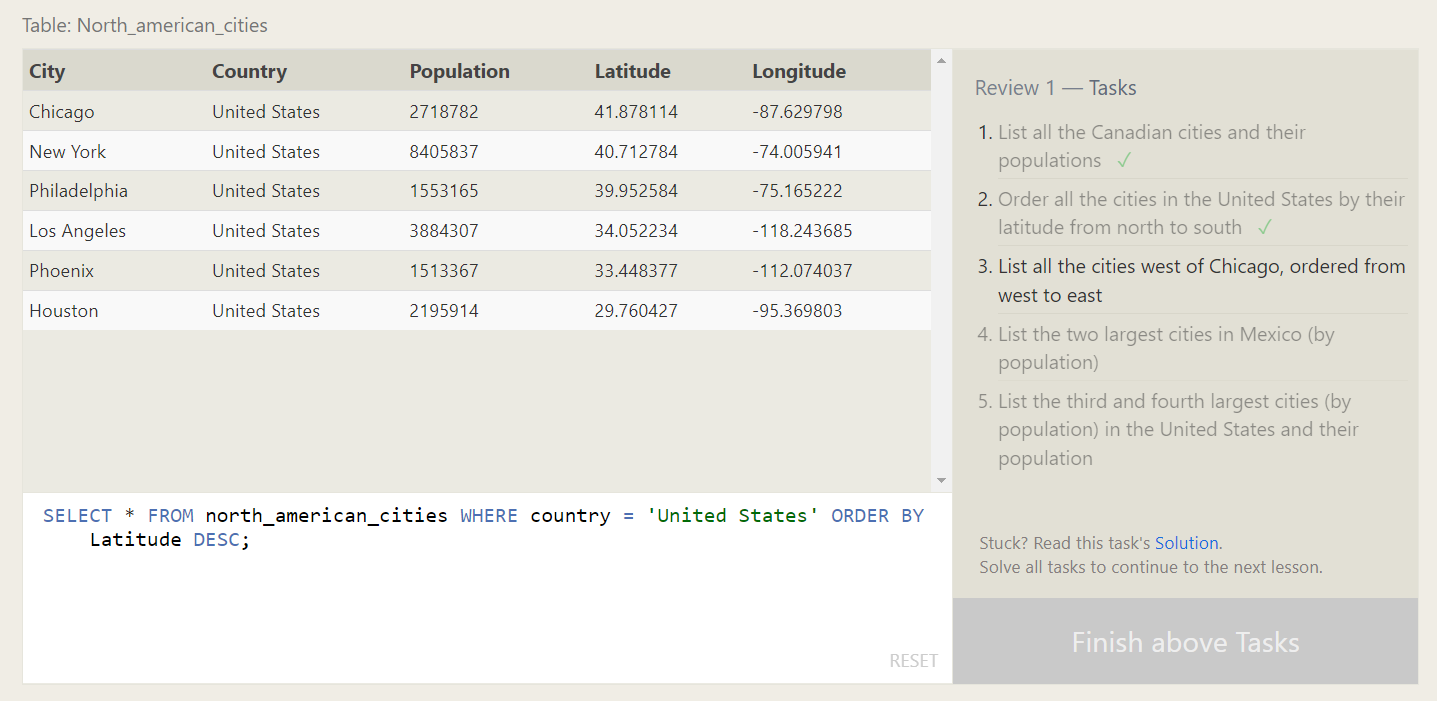 Table: North_american_cities
City Country Population Latitude Longitude
Chicago United States 2718782 41.878114 -87.629798
New York United States 8405837 40.712784 -74.005941
Philadelphia United States 1553165 39.952584 -75.165222
Los Angeles United States 3884307 34.052234 -118.243685
Phoenix United States 1513367 33.448377 -112.074037
Houston United States 2195914 29.760427 -95.369803
SELECT * FROM north_american_cities WHERE country = 'United States' ORDER BY
Latitude DESC;
RESET
Review 1 — Tasks
1. List all the Canadian cities and their
populations ✓
2. Order all the cities in the United States by their
latitude from north to south ✓
3. List all the cities west of Chicago, ordered from
west to east
4. List the two largest cities in Mexico (by
population)
5. List the third and fourth largest cities (by
population) in the United States and their
population
Stuck? Read this task's Solution.
Solve all tasks to continue to the next lesson.
Finish above Tasks